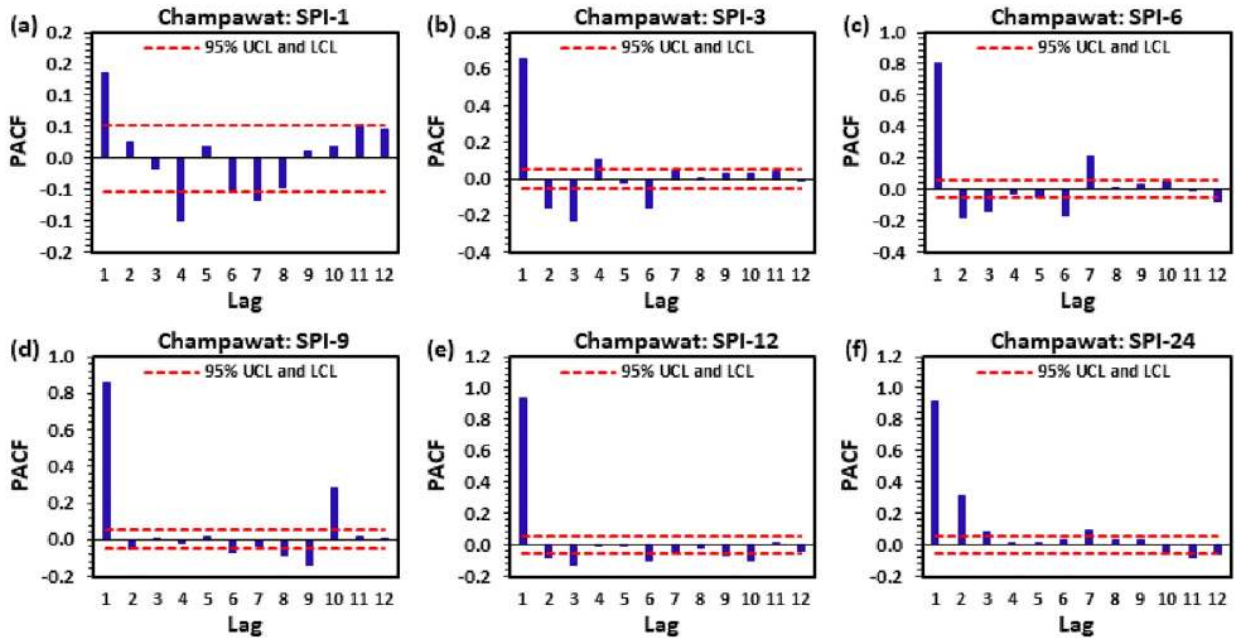 (a) Champawat: SPI-1
95% UCL and LCL
PACF
0.2
0.2
0.1
0.1
0.0
-0.1
-0.1
-0.2
1 2 3 4 5 6 7 8 9 10 11 12
Lag
(b) Champawat: SPI-3
95% UCL and LCL
PACF
0.8
0.6
0.4
0.2
0.0
-0.2
-0.4
1 2 3 4 5 6 7 8 9 10 11 12
Lag
(c) Champawat: SPI-6
95% UCL and LCL
PACF
1.0
0.8
0.6
0.4
0.2
0.0
-0.2
-0.4
1 2 3 4 5 6 7 8 9 10 11 12
Lag
(d) Champawat: SPI-9
95% UCL and LCL
PACF
1.0
0.8
0.6
0.4
0.2
0.0
-0.2
1 2 3 4 5 6 7 8 9 10 11 12
Lag
(e) Champawat: SPI-12
95% UCL and LCL
PACF
1.2
1.0
0.8
0.6
0.4
0.2
0.0
-0.2
1 2 3 4 5 6 7 8 9 10 11 12
Lag
(f) Champawat: SPI-24
95% UCL and LCL
PACF
1.2
1.0
0.8
0.6
0.4
0.2
0.0
-0.2
1 2 3 4 5 6 7 8 9 10 11 12
Lag